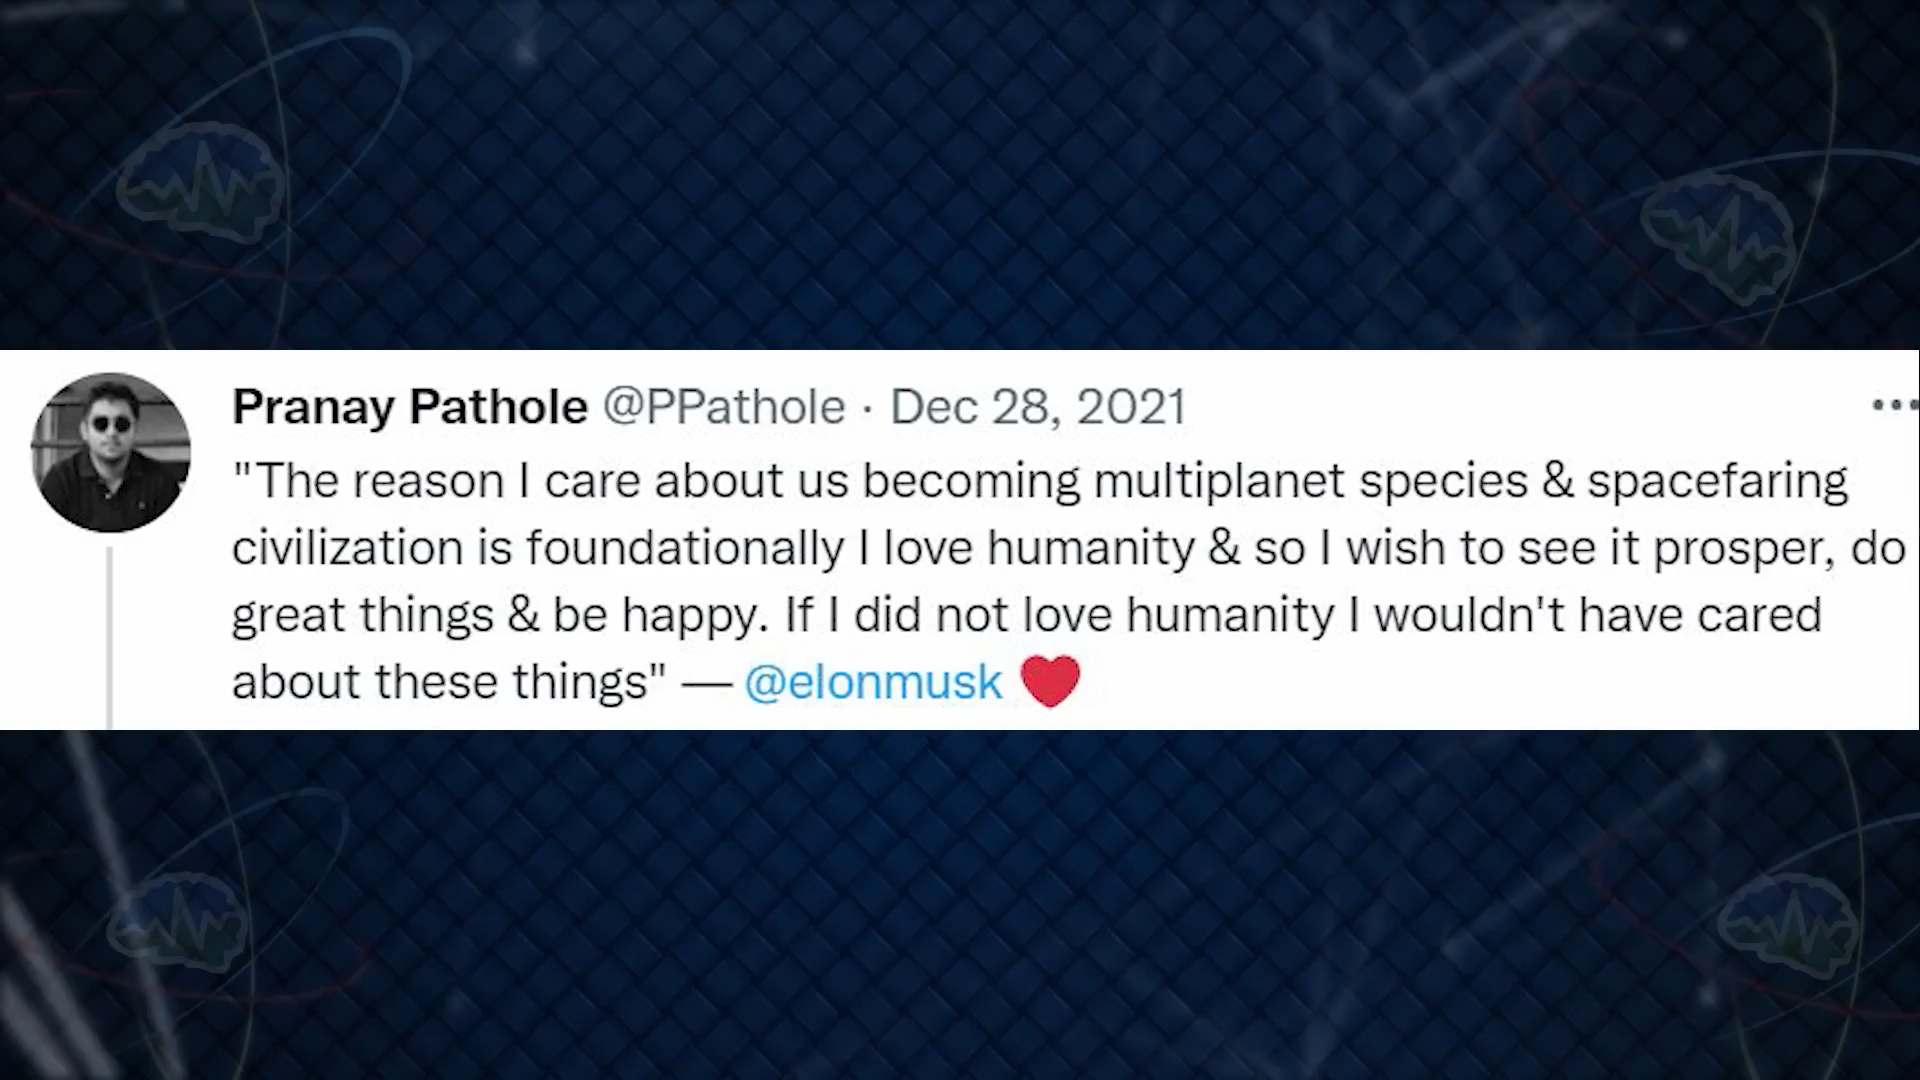 Pranay Pathole @PPathole · Dec 28, 2021
"The reason I care about us becoming multiplanet species & spacefaring
civilization is foundationally I love humanity & so I wish to see it prosper, do
great things & be happy. If I did not love humanity I wouldn't have cared
about these things" — @elonmusk ❤️